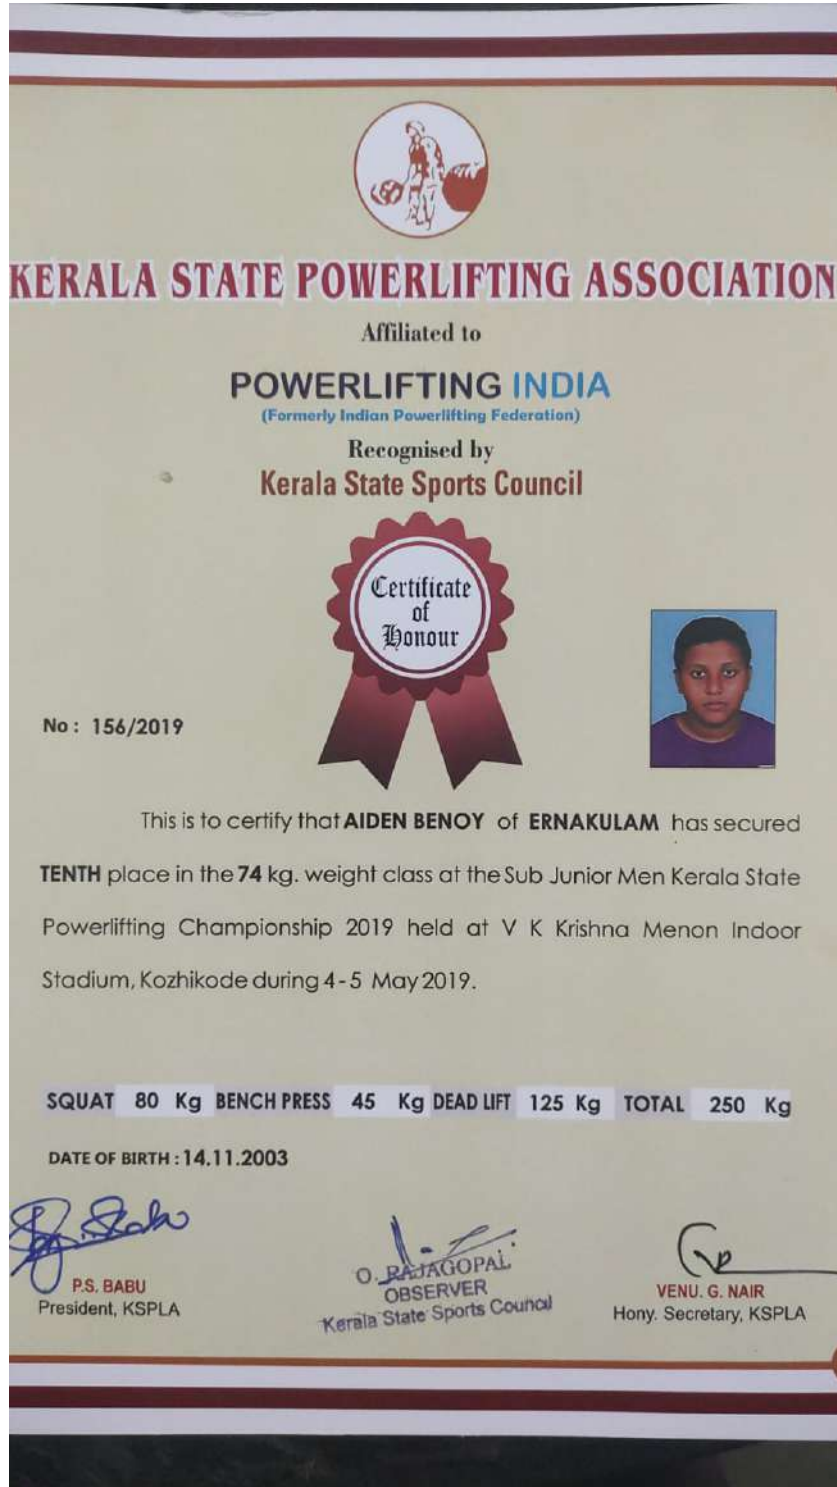 KERALA STATE POWERLIFTING ASSOCIATION
Affiliated to
POWERLIFTING INDIA
(Formerly Indian Powerlifting Federation)
Recognised by
Kerala State Sports Council
Certificate
of
Honour
No : 156/2019
This is to certify that AIDEN BENOY of ERNAKULAM has secured
TENTH place in the 74 kg. weight class at the Sub Junior Men Kerala State
Powerlifting Championship 2019 held at V K Krishna Menon Indoor
Stadium, Kozhikode during 4-5 May 2019.
SQUAT 80 Kg BENCH PRESS 45 Kg DEAD LIFT 125 Kg TOTAL 250 Kg
DATE OF BIRTH : 14.11.2003
P.S. BABU
President, KSPLA
O. RAJAGOPAL
OBSERVER
Kerala State Sports Council
VENU. G. NAIR
Hony. Secretary, KSPLA